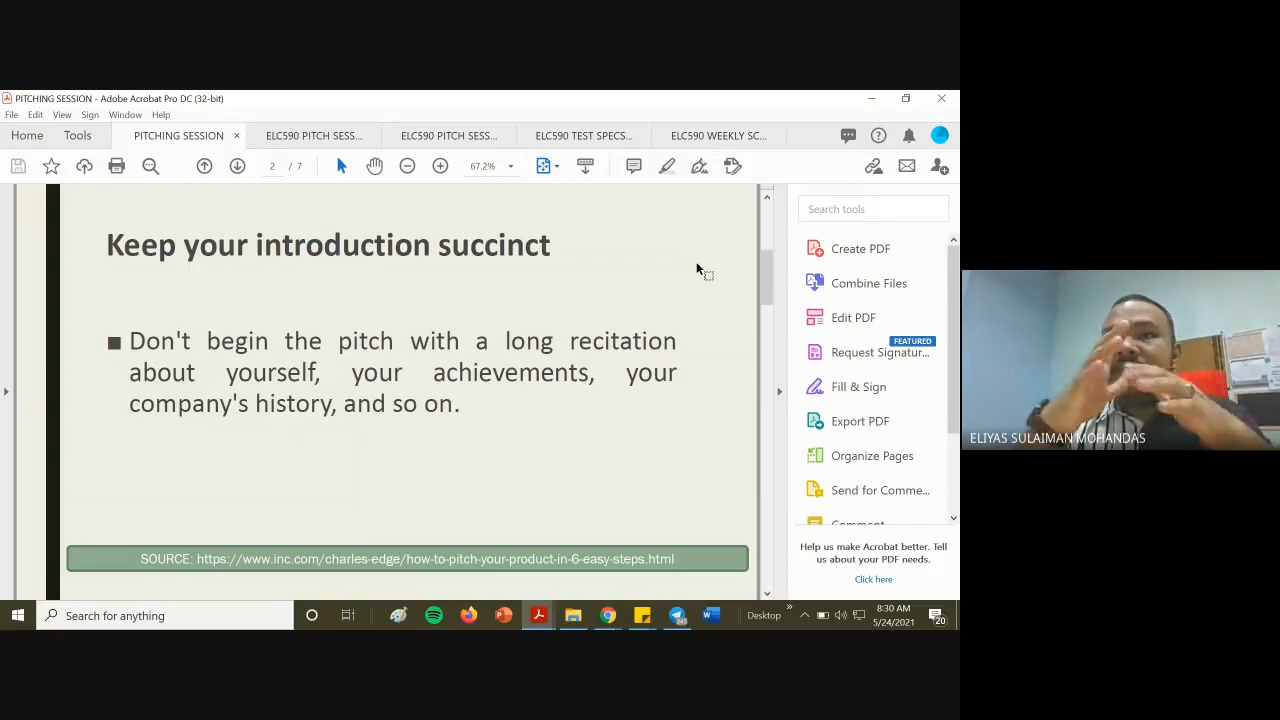 PITCHING SESSION - Adobe Acrobat Pro DC (32-bit)
File Edit View Sign Window Help
Home Tools PITCHING SESSION × ELC590 PITCH SESS... ELC590 PITCH SESS... ELC590 TEST SPECS... ELC590 WEEKLY SC...
2 / 7 67.2%
Keep your introduction succinct
■ Don't begin the pitch with a long recitation
about yourself, your achievements, your
company's history, and so on.
SOURCE: https://www.inc.com/charles-edge/how-to-pitch-your-product-in-6-easy-steps.html
Search tools
Create PDF
Combine Files
Edit PDF
FEATURED
Request Signatur...
Fill & Sign
Export PDF
Organize Pages
Send for Comme...
Comment
Help us make Acrobat better. Tell
us about your PDF needs.
Click here
ELIYAS SULAIMAN MOHANDAS
Search for anything
343
Desktop »
8:30 AM
5/24/2021
20